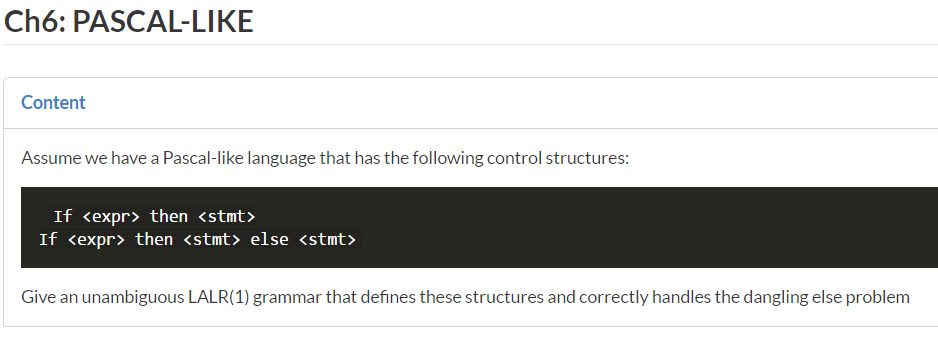 Ch6: PASCAL-LIKE
Content
Assume we have a Pascal-like language that has the following control structures:
If <expr> then <stmt>
If <expr> then <stmt> else <stmt>
Give an unambiguous LALR(1) grammar that defines these structures and correctly handles the dangling else problem